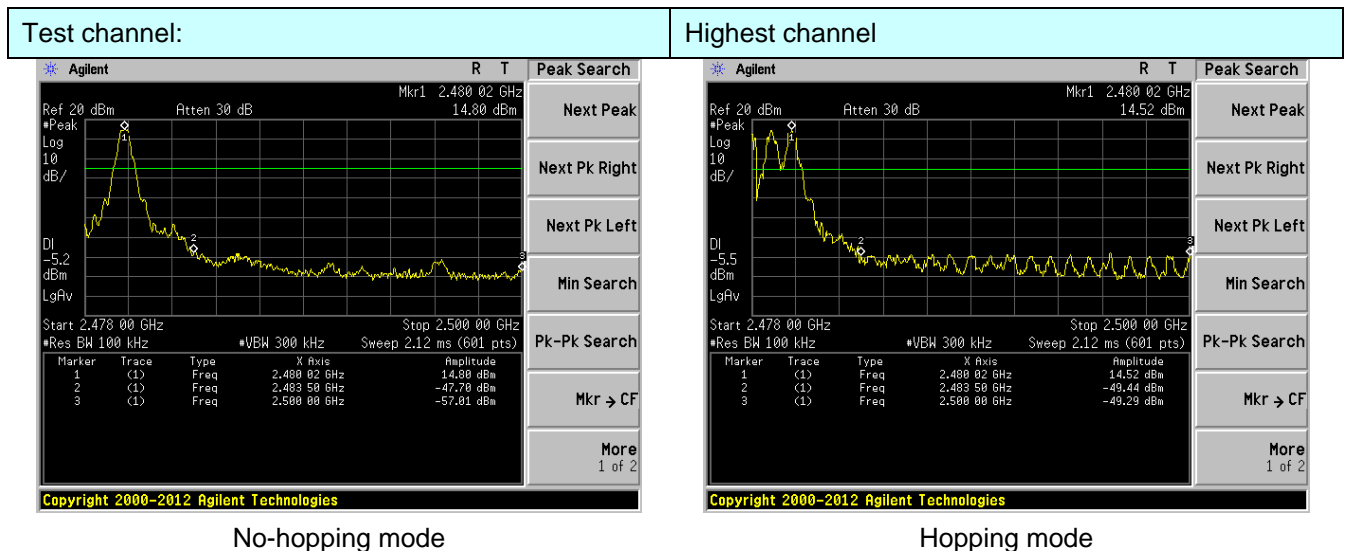 Test channel:
Highest channel
Agilent R T Peak Search
Mkr1 2.480 02 GHz
Ref 20 dBm Atten 30 dB 14.80 dBm
#Peak
Log
10
dB/
DI
-5.2
dBm
LgAv
1
2
3
Start 2.478 00 GHz Stop 2.500 00 GHz
#Res BW 100 kHz #VBW 300 kHz Sweep 2.12 ms (601 pts)
Marker Trace Type X Axis Amplitude
1 (1) Freq 2.480 02 GHz 14.80 dBm
2 (1) Freq 2.483 50 GHz -47.70 dBm
3 (1) Freq 2.500 00 GHz -57.01 dBm
Next Peak
Next Pk Right
Next Pk Left
Min Search
Pk-Pk Search
Mkr → CF
More
1 of 2
Copyright 2000-2012 Agilent Technologies
No-hopping mode
Agilent R T Peak Search
Mkr1 2.480 02 GHz
Ref 20 dBm Atten 30 dB 14.52 dBm
#Peak
Log
10
dB/
DI
-5.5
dBm
LgAv
1
2
3
Start 2.478 00 GHz Stop 2.500 00 GHz
#Res BW 100 kHz #VBW 300 kHz Sweep 2.12 ms (601 pts)
Marker Trace Type X Axis Amplitude
1 (1) Freq 2.480 02 GHz 14.52 dBm
2 (1) Freq 2.483 50 GHz -49.44 dBm
3 (1) Freq 2.500 00 GHz -49.29 dBm
Next Peak
Next Pk Right
Next Pk Left
Min Search
Pk-Pk Search
Mkr → CF
More
1 of 2
Copyright 2000-2012 Agilent Technologies
Hopping mode